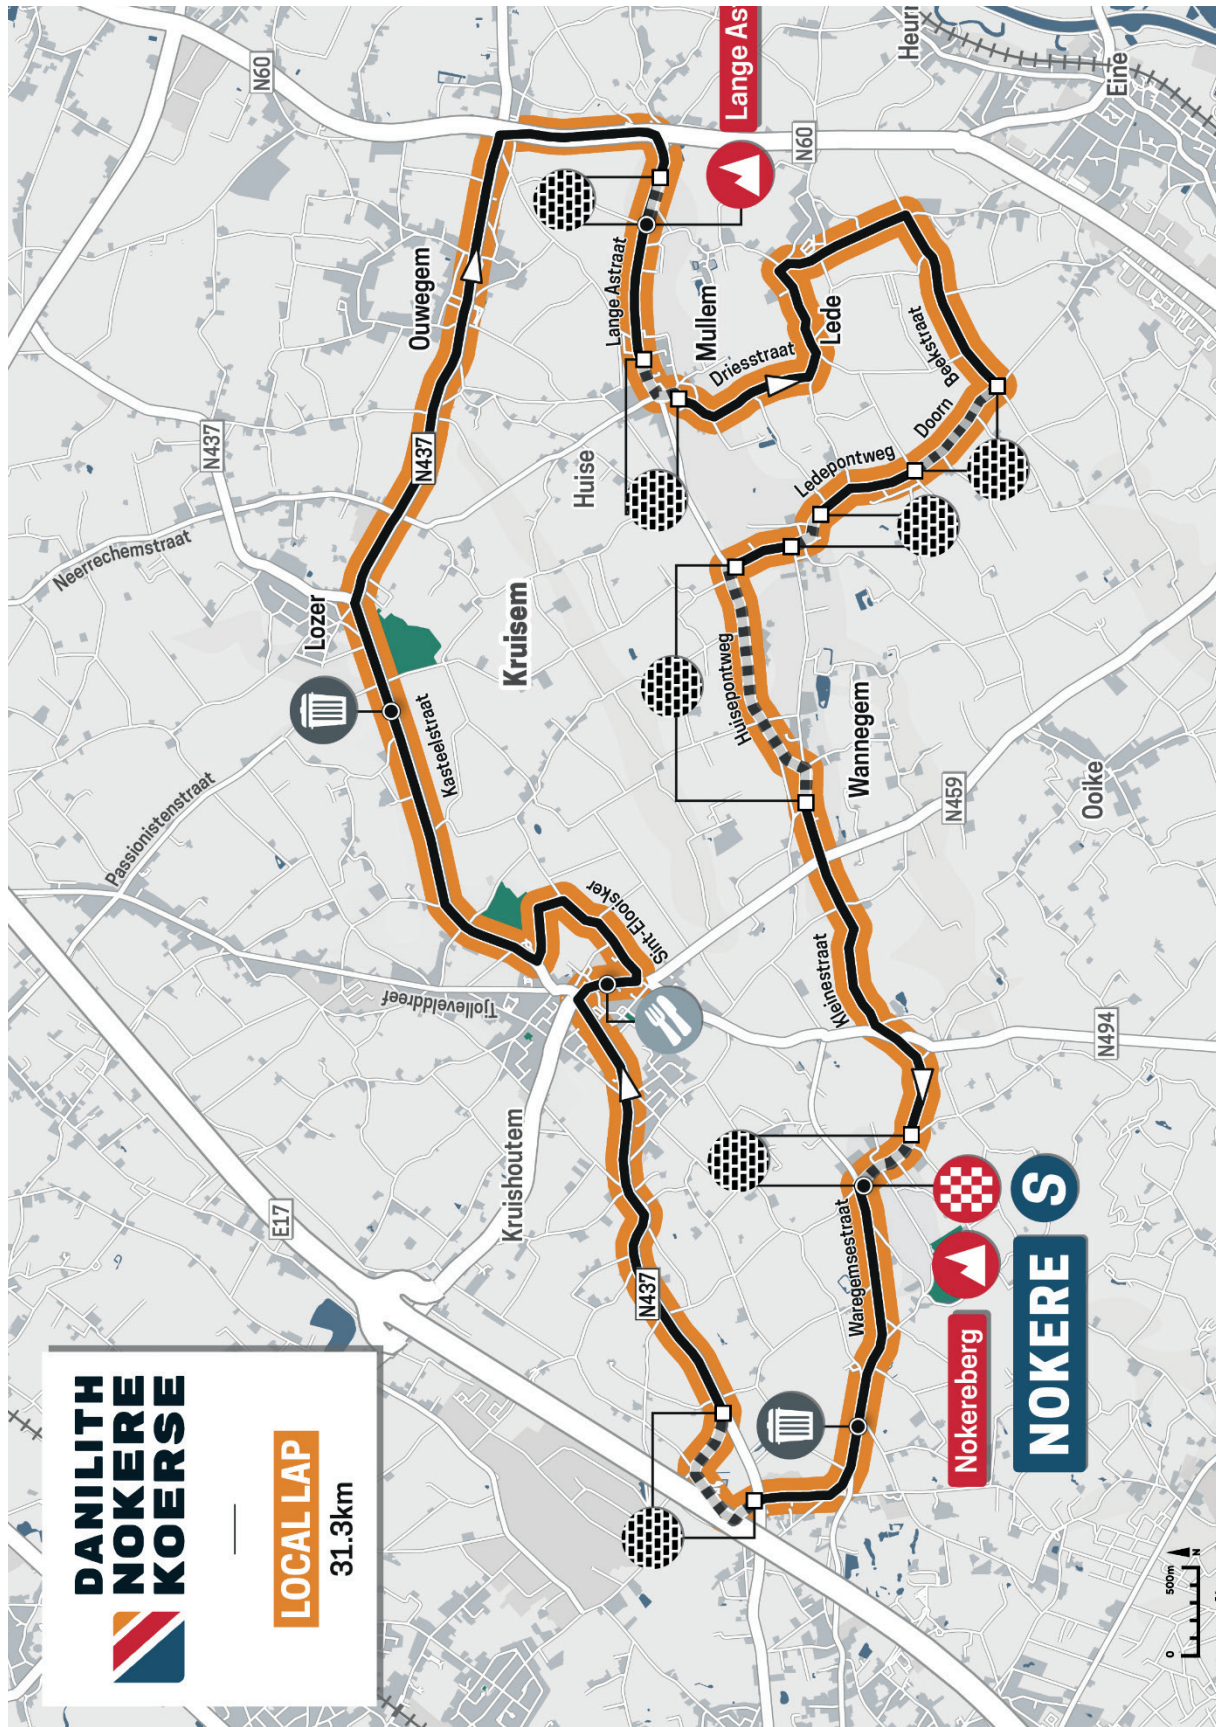 DANILITH
NOKERE
KOERSE
LOCAL LAP
31.3km
E17
Passionistenstraat
Tjollevelddreef
Kruishoutem
N437
Sint-Elooisker
Kasteelstraat
Lozer
Neerrechemstraat
N437
N437
Kruisem
Ouwegem
N60
Huise
Lange Astraat
Mullem
Driesstraat
Lede
Lange As
N60
Heurn
Eine
Beekstraat
Doorn
Ledepontweg
Huisepontweg
Wannegem
N459
Ooike
Kleinestraat
N494
Waregemsestraat
Nokereberg
S
NOKERE
0
500m
N